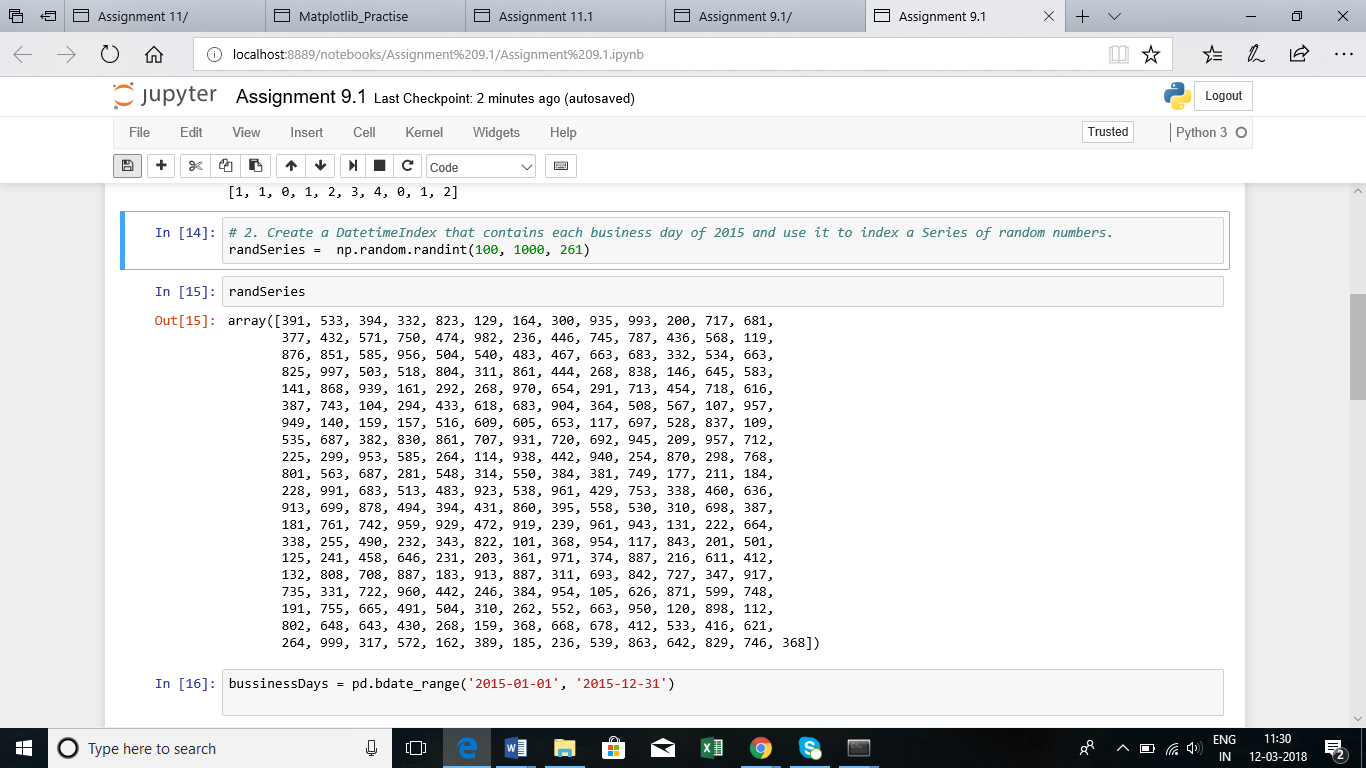 Assignment 11/
Matplotlib_Practise
Assignment 11.1
Assignment 9.1/
Assignment 9.1
localhost:8889/notebooks/Assignment%209.1/Assignment%209.1.ipynb
jupyter Assignment 9.1 Last Checkpoint: 2 minutes ago (autosaved)
Logout
File Edit View Insert Cell Kernel Widgets Help
Trusted
Python 3
Code
[1, 1, 0, 1, 2, 3, 4, 0, 1, 2]
In [14]: # 2. Create a DatetimeIndex that contains each business day of 2015 and use it to index a Series of random numbers.
randSeries =  np.random.randint(100, 1000, 261)
In [15]: randSeries
Out[15]: array([391, 533, 394, 332, 823, 129, 164, 300, 935, 993, 200, 717, 681,
377, 432, 571, 750, 474, 982, 236, 446, 745, 787, 436, 568, 119,
876, 851, 585, 956, 504, 540, 483, 467, 663, 683, 332, 534, 663,
825, 997, 503, 518, 804, 311, 861, 444, 268, 838, 146, 645, 583,
141, 868, 939, 161, 292, 268, 970, 654, 291, 713, 454, 718, 616,
387, 743, 104, 294, 433, 618, 683, 904, 364, 508, 567, 107, 957,
949, 140, 159, 157, 516, 609, 605, 653, 117, 697, 528, 837, 109,
535, 687, 382, 830, 861, 707, 931, 720, 692, 945, 209, 957, 712,
225, 299, 953, 585, 264, 114, 938, 442, 940, 254, 870, 298, 768,
801, 563, 687, 281, 548, 314, 550, 384, 381, 749, 177, 211, 184,
228, 991, 683, 513, 483, 923, 538, 961, 429, 753, 338, 460, 636,
913, 699, 878, 494, 394, 431, 860, 395, 558, 530, 310, 698, 387,
181, 761, 742, 959, 929, 472, 919, 239, 961, 943, 131, 222, 664,
338, 255, 490, 232, 343, 822, 101, 368, 954, 117, 843, 201, 501,
125, 241, 458, 646, 231, 203, 361, 971, 374, 887, 216, 611, 412,
132, 808, 708, 887, 183, 913, 887, 311, 693, 842, 727, 347, 917,
735, 331, 722, 960, 442, 246, 384, 954, 105, 626, 871, 599, 748,
191, 755, 665, 491, 504, 310, 262, 552, 663, 950, 120, 898, 112,
802, 648, 643, 430, 268, 159, 368, 668, 678, 412, 533, 416, 621,
264, 999, 317, 572, 162, 389, 185, 236, 539, 863, 642, 829, 746, 368])
In [16]: bussinessDays = pd.bdate_range('2015-01-01', '2015-12-31')
Type here to search
ENG
IN
11:30
12-03-2018
2